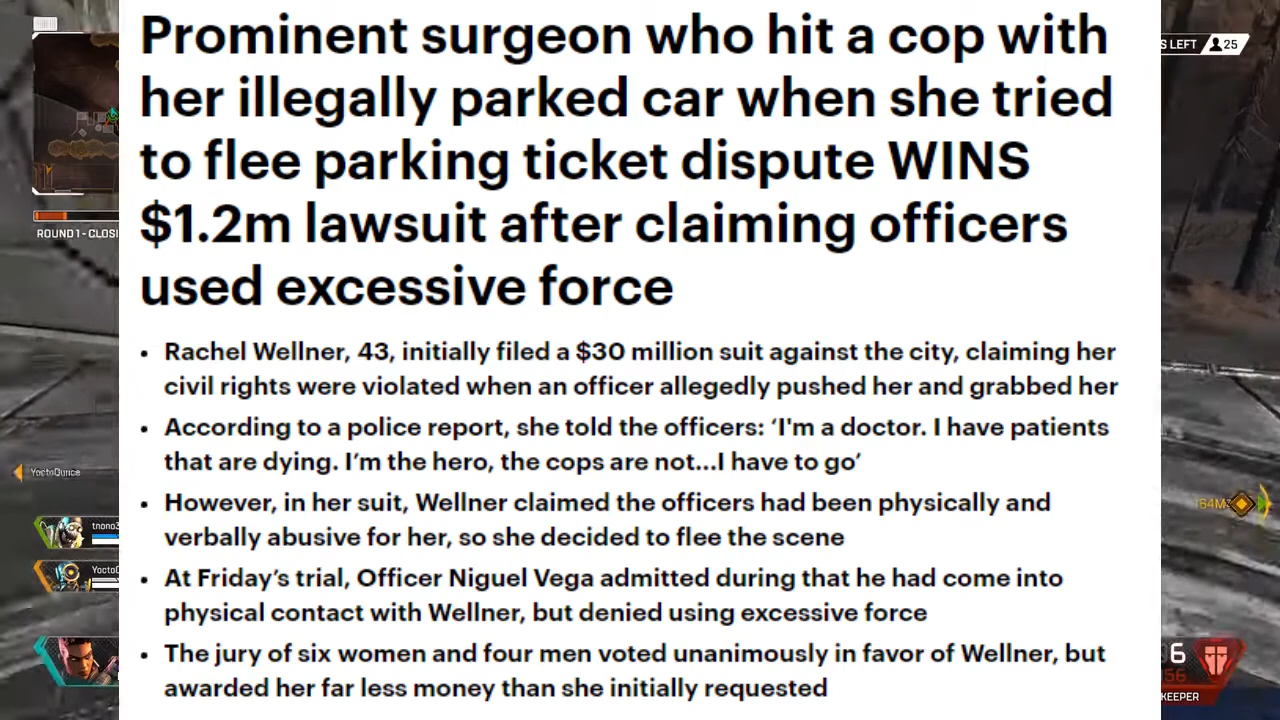 Prominent surgeon who hit a cop with
her illegally parked car when she tried
to flee parking ticket dispute WINS
$1.2m lawsuit after claiming officers
used excessive force
• Rachel Wellner, 43, initially filed a $30 million suit against the city, claiming her
civil rights were violated when an officer allegedly pushed her and grabbed her
• According to a police report, she told the officers: ‘I'm a doctor. I have patients
that are dying. I’m the hero, the cops are not...I have to go’
• However, in her suit, Wellner claimed the officers had been physically and
verbally abusive for her, so she decided to flee the scene
• At Friday’s trial, Officer Niguel Vega admitted during that he had come into
physical contact with Wellner, but denied using excessive force
• The jury of six women and four men voted unanimously in favor of Wellner, but
awarded her far less money than she initially requested
S LEFT 25
ROUND 1 - CLOSI
YoctoOunce
64M
tnono3
YoctoO
6
56
KEEPER